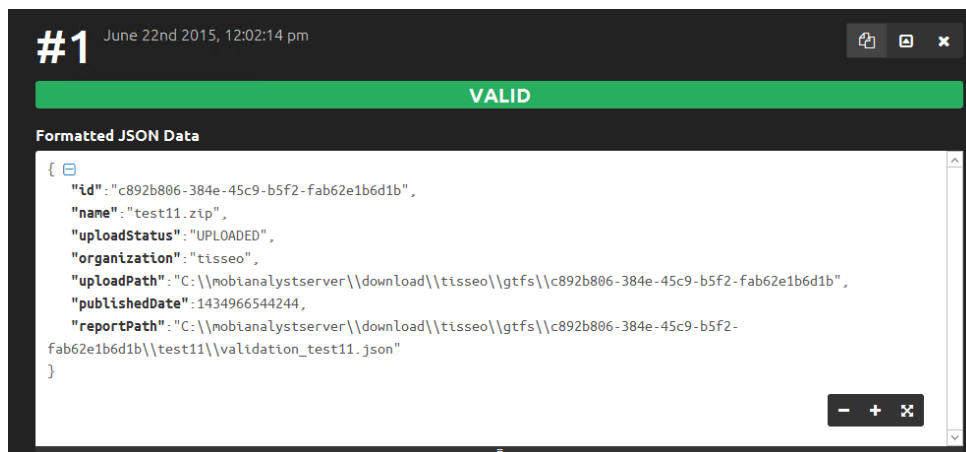 #1 June 22nd 2015, 12:02:14 pm
VALID
Formatted JSON Data
{
"id":"c892b806-384e-45c9-b5f2-fab62e1b6d1b",
"name":"test11.zip",
"uploadStatus":"UPLOADED",
"organization":"tisseo",
"uploadPath":"C:\\mobianalystserver\\download\\tisseo\\gtfs\\c892b806-384e-45c9-b5f2-fab62e1b6d1b",
"publishedDate":1434966544244,
"reportPath":"C:\\mobianalystserver\\download\\tisseo\\gtfs\\c892b806-384e-45c9-b5f2-
fab62e1b6d1b\\test11\\validation_test11.json"
}